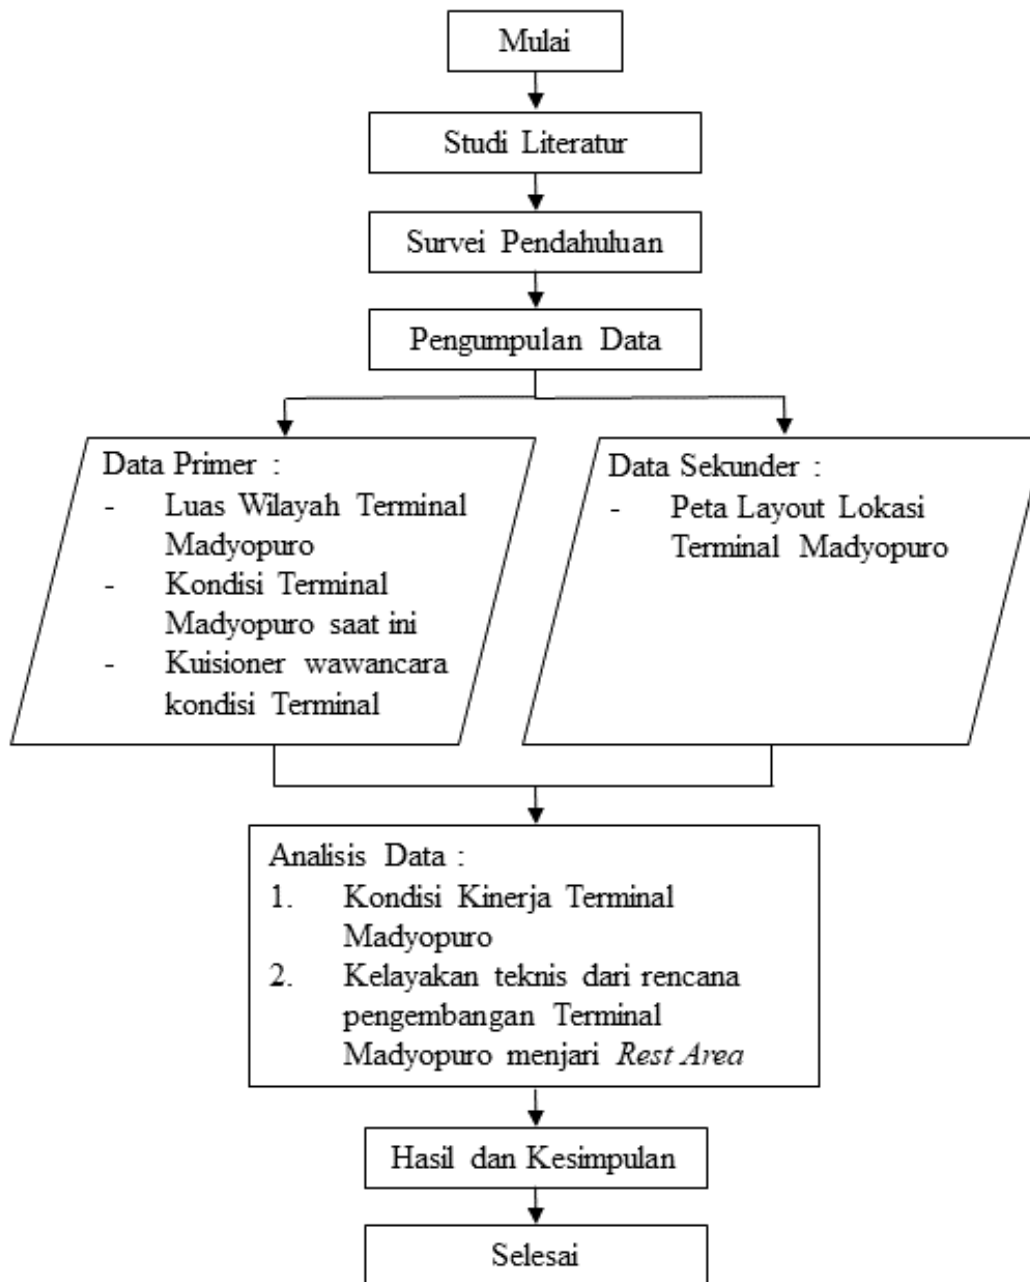 Mulai
Studi Literatur
Survei Pendahuluan
Pengumpulan Data
Data Primer :
- Luas Wilayah Terminal
Madyopuro
- Kondisi Terminal
Madyopuro saat ini
- Kuisioner wawancara
kondisi Terminal
Data Sekunder :
- Peta Layout Lokasi
Terminal Madyopuro
Analisis Data :
1. Kondisi Kinerja Terminal
Madyopuro
2. Kelayakan teknis dari rencana
pengembangan Terminal
Madyopuro menjari Rest Area
Hasil dan Kesimpulan
Selesai